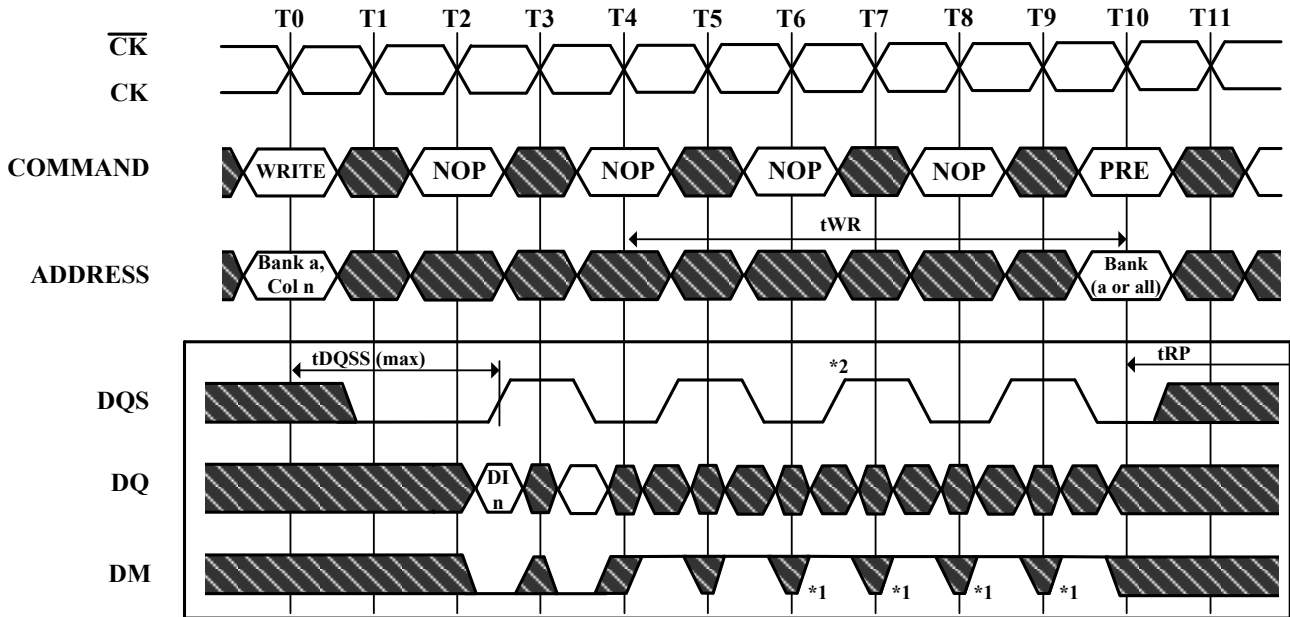 T0 T1 T2 T3 T4 T5 T6 T7 T8 T9 T10 T11
CK
CK
COMMAND WRITE NOP NOP NOP NOP PRE
tWR
ADDRESS Bank a, Col n Bank (a or all)
tDQSS (max) tRP
*2
DQS
DQ DI n
DM
*1 *1 *1 *1